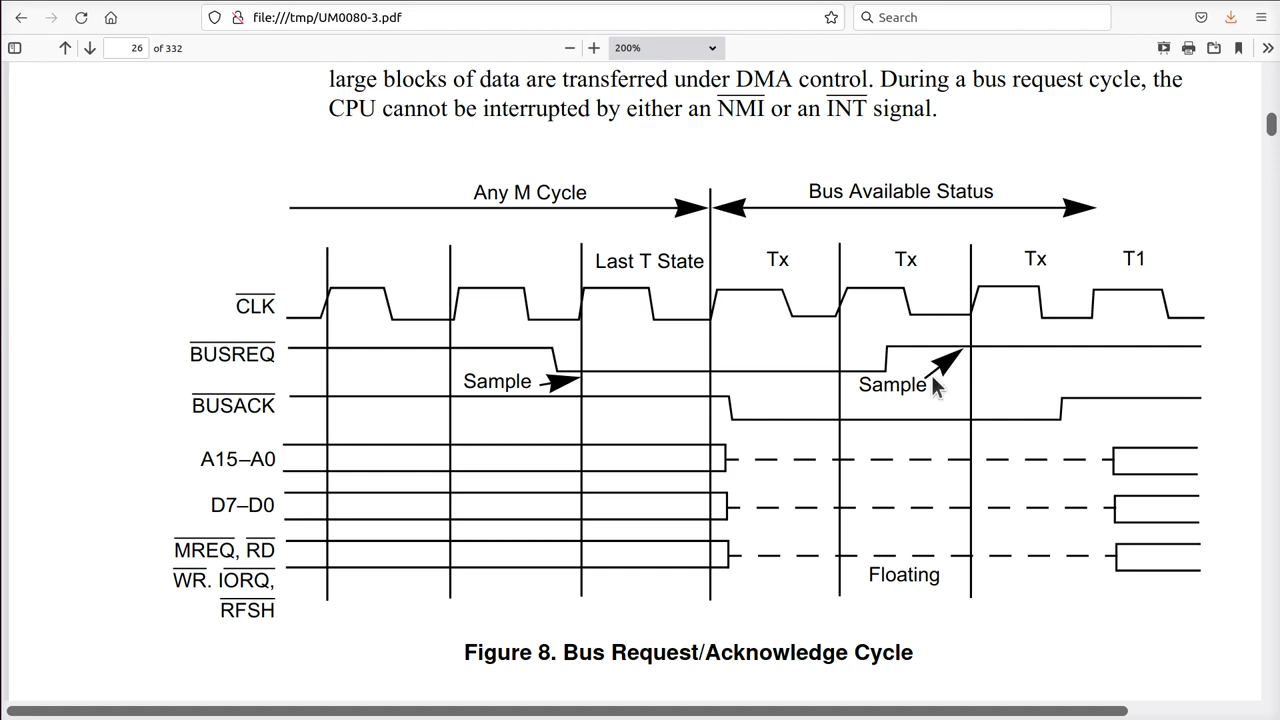 file:///tmp/UM0080-3.pdf
Search
26 of 332
200%
large blocks of data are transferred under DMA control. During a bus request cycle, the
CPU cannot be interrupted by either an NMI or an INT signal.
Any M Cycle
Bus Available Status
Last T State
Tx
Tx
Tx
T1
CLK
BUSREQ
Sample
Sample
BUSACK
A15–A0
D7–D0
MREQ, RD
WR. IORQ,
Floating
RFSH
Figure 8. Bus Request/Acknowledge Cycle